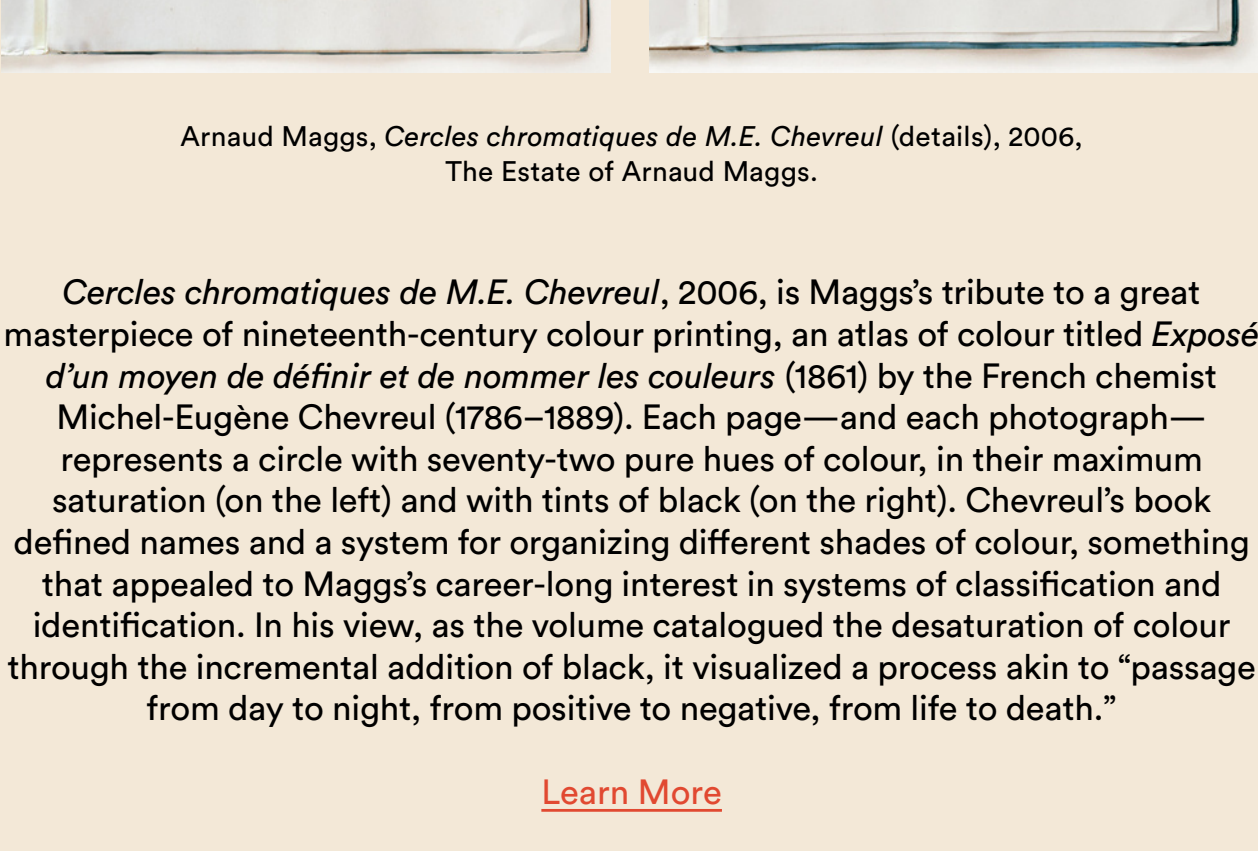 Arnaud Maggs, Cercles chromatiques de M.E. Chevreul (details), 2006,
The Estate of Arnaud Maggs.
Cercles chromatiques de M.E. Chevreul, 2006, is Maggs’s tribute to a great
masterpiece of nineteenth-century colour printing, an atlas of colour titled Exposé
d’un moyen de définir et de nommer les couleurs (1861) by the French chemist
Michel-Eugène Chevreul (1786–1889). Each page—and each photograph—
represents a circle with seventy-two pure hues of colour, in their maximum
saturation (on the left) and with tints of black (on the right). Chevreul’s book
defined names and a system for organizing different shades of colour, something
that appealed to Maggs’s career-long interest in systems of classification and
identification. In his view, as the volume catalogued the desaturation of colour
through the incremental addition of black, it visualized a process akin to “passage
from day to night, from positive to negative, from life to death.”
Learn More